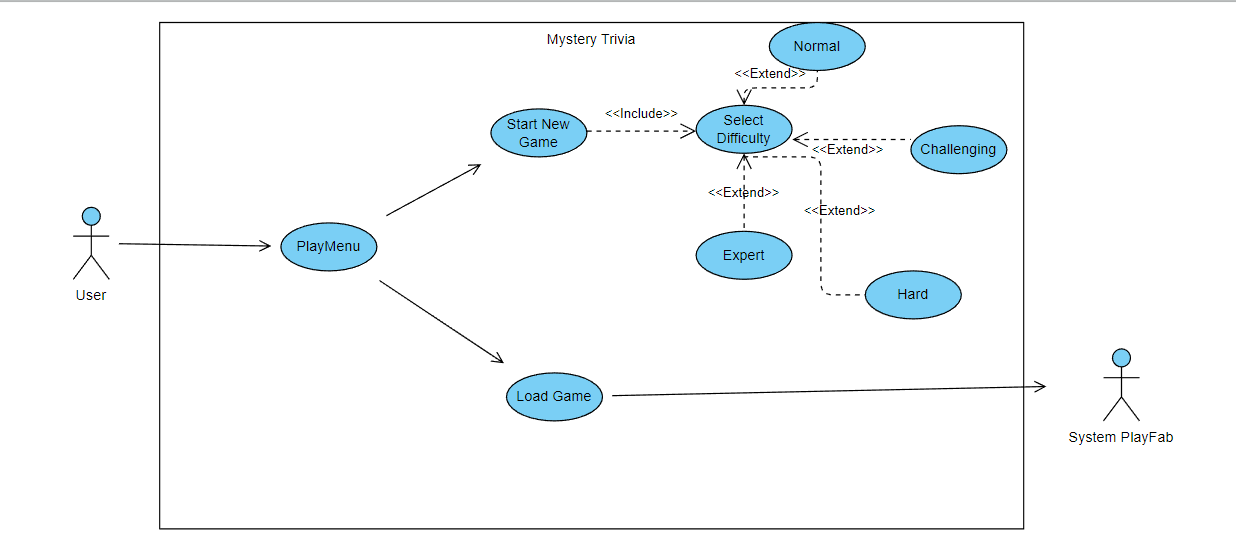 Mystery Trivia
Normal
<<Extend>>
Start New
Game
<<Include>>
Select
Difficulty
<<Extend>>
Challenging
<<Extend>>
<<Extend>>
PlayMenu
Expert
User
Hard
Load Game
System PlayFab